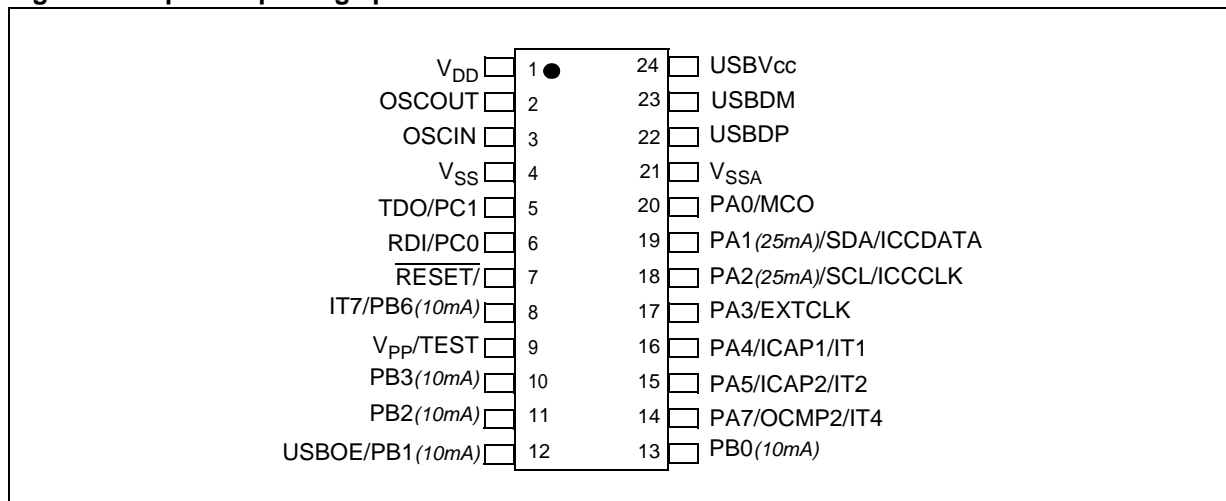 V_DD 1 24 USBVcc
OSCOUT 2 23 USBDM
OSCIN 3 22 USBDP
V_SS 4 21 V_SSA
TDO/PC1 5 20 PA0/MCO
RDI/PC0 6 19 PA1(25mA)/SDA/ICCDATA
RESET/ 7 18 PA2(25mA)/SCL/ICCCLK
IT7/PB6(10mA) 8 17 PA3/EXTCLK
V_PP/TEST 9 16 PA4/ICAP1/IT1
PB3(10mA) 10 15 PA5/ICAP2/IT2
PB2(10mA) 11 14 PA7/OCMP2/IT4
USBOE/PB1(10mA) 12 13 PB0(10mA)